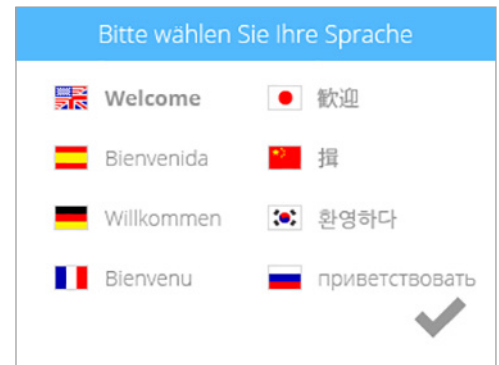 Bitte wählen Sie Ihre Sprache
Welcome
歓迎
Bienvenida
揖
Willkommen
환영하다
Bienvenu
приветствовать